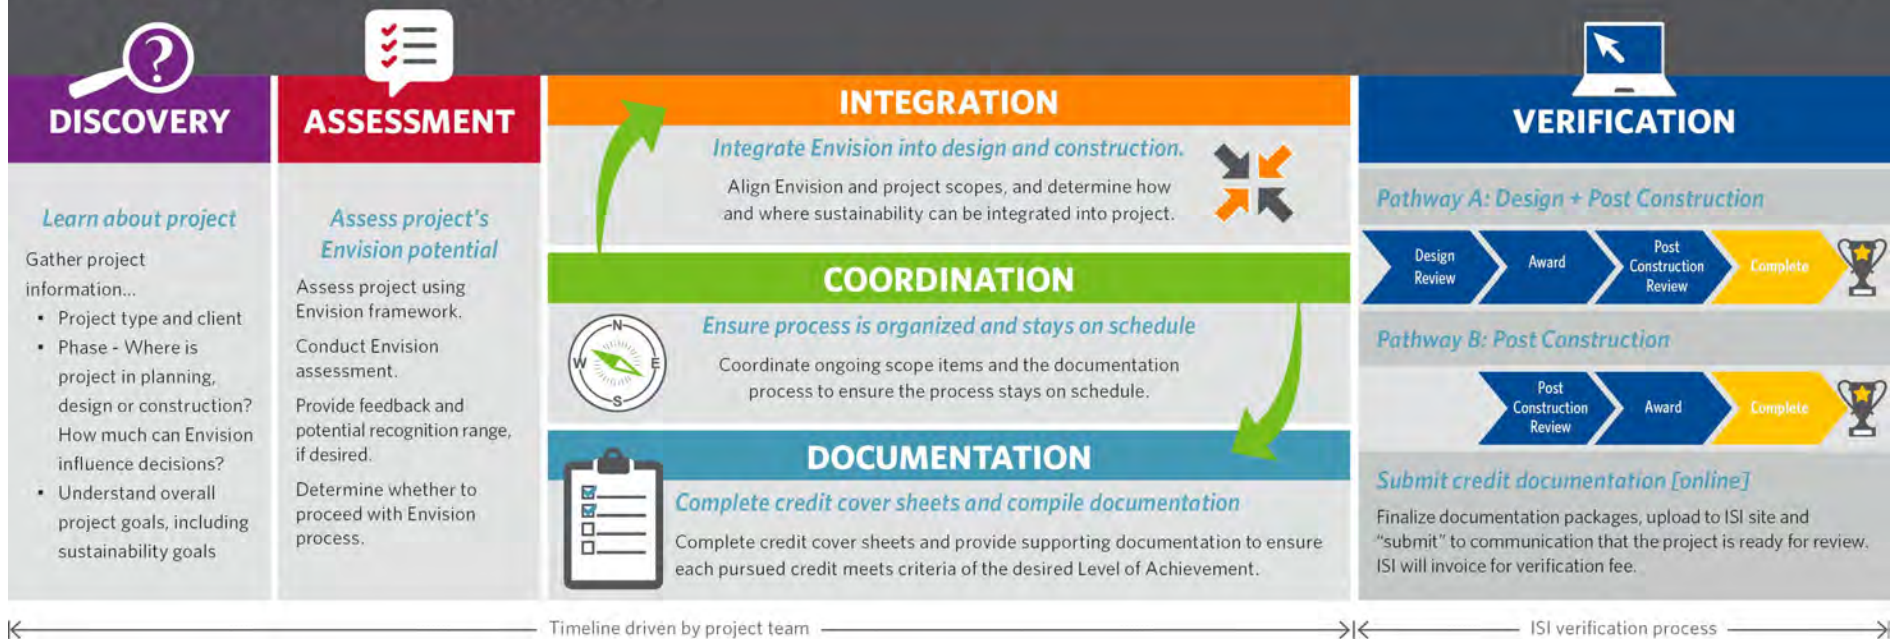 ?
DISCOVERY
Learn about project
Gather project
information...
• Project type and client
• Phase - Where is
project in planning,
design or construction?
How much can Envision
influence decisions?
• Understand overall
project goals, including
sustainability goals
ASSESSMENT
Assess project's
Envision potential
Assess project using
Envision framework.
Conduct Envision
assessment.
Provide feedback and
potential recognition range,
if desired.
Determine whether to
proceed with Envision
process.
INTEGRATION
Integrate Envision into design and construction.
Align Envision and project scopes, and determine how
and where sustainability can be integrated into project.
COORDINATION
N
W
E
S
Ensure process is organized and stays on schedule
Coordinate ongoing scope items and the documentation
process to ensure the process stays on schedule.
DOCUMENTATION
Complete credit cover sheets and compile documentation
Complete credit cover sheets and provide supporting documentation to ensure
each pursued credit meets criteria of the desired Level of Achievement.
VERIFICATION
Pathway A: Design + Post Construction
Design
Review
Award
Post
Construction
Review
Complete
Pathway B: Post Construction
Post
Construction
Review
Award
Complete
Submit credit documentation [online]
Finalize documentation packages, upload to ISI site and
“submit” to communication that the project is ready for review.
ISI will invoice for verification fee.
Timeline driven by project team
ISI verification process